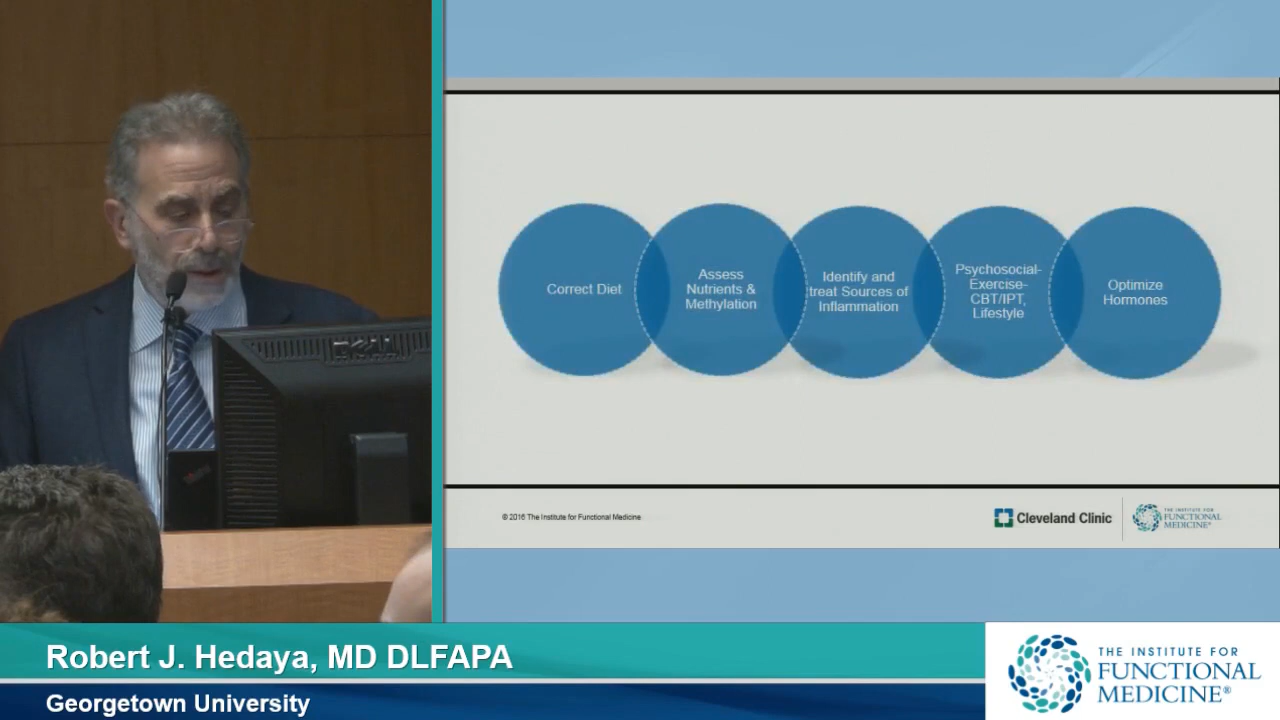 DELL
Correct Diet
Assess
Nutrients &
Methylation
Identify and
treat Sources of
Inflammation
Psychosocial-
Exercise-
CBT/IPT,
Lifestyle
Optimize
Hormones
© 2016 The Institute for Functional Medicine
Cleveland Clinic
THE INSTITUTE FOR
FUNCTIONAL
MEDICINE®
Robert J. Hedaya, MD DLFAPA
Georgetown University
THE INSTITUTE FOR
FUNCTIONAL
MEDICINE®